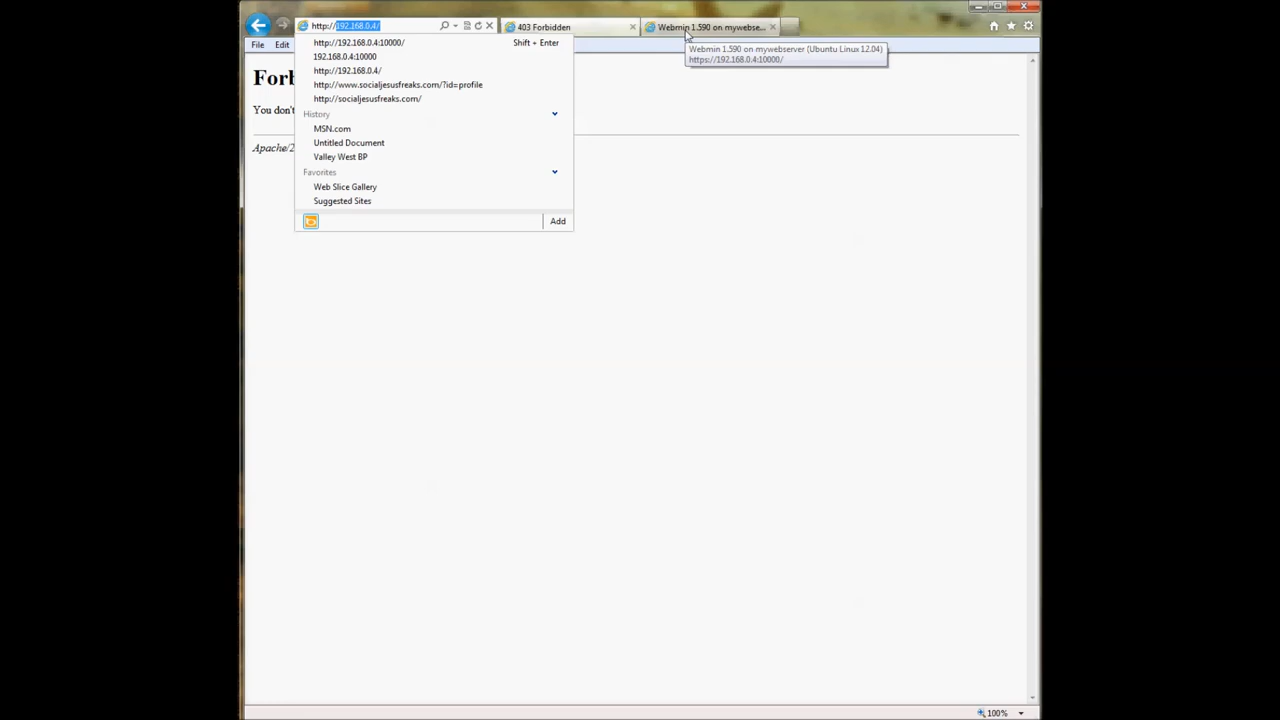 http://192.168.0.4/
403 Forbidden
Webmin 1.590 on mywebse...
Webmin 1.590 on mywebserver (Ubuntu Linux 12.04)
https://192.168.0.4:10000/
File Edit
http://192.168.0.4:10000/ Shift + Enter
192.168.0.4:10000
http://192.168.0.4/
http://www.socialjesusfreaks.com/?id=profile
http://socialjesusfreaks.com/
History
MSN.com
Untitled Document
Valley West BP
Favorites
Web Slice Gallery
Suggested Sites
Add
Forb
You don't
Apache/2
100%